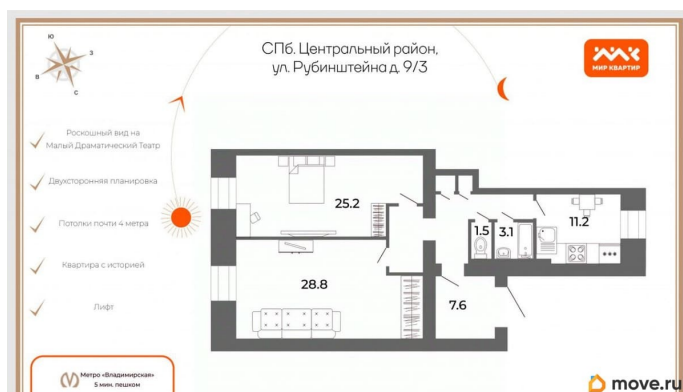 СПб. Центральный район,
ул. Рубинштейна д. 9/3
МИР КВАРТИР
Ю
З
В
С
Роскошный вид на
Малый Драматический Театр
Двухсторонняя планировка
Потолки почти 4 метра
Квартира с историей
Лифт
25.2
28.8
1.5
3.1
11.2
7.6
Метро «Владимирская»
5 мин. пешком
move.ru